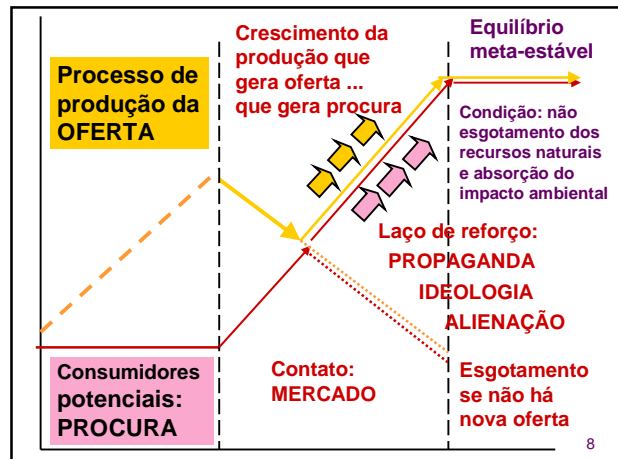 Processo de
produção da
OFERTA
Crescimento da
produção que
gera oferta ...
que gera procura
Equilíbrio
meta-estável
Condição: não
esgotamento dos
recursos naturais
e absorção do
impacto ambiental
Laço de reforço:
PROPAGANDA
IDEOLOGIA
ALIENAÇÃO
Consumidores
potenciais:
PROCURA
Contato:
MERCADO
Esgotamento
se não há
nova oferta
8